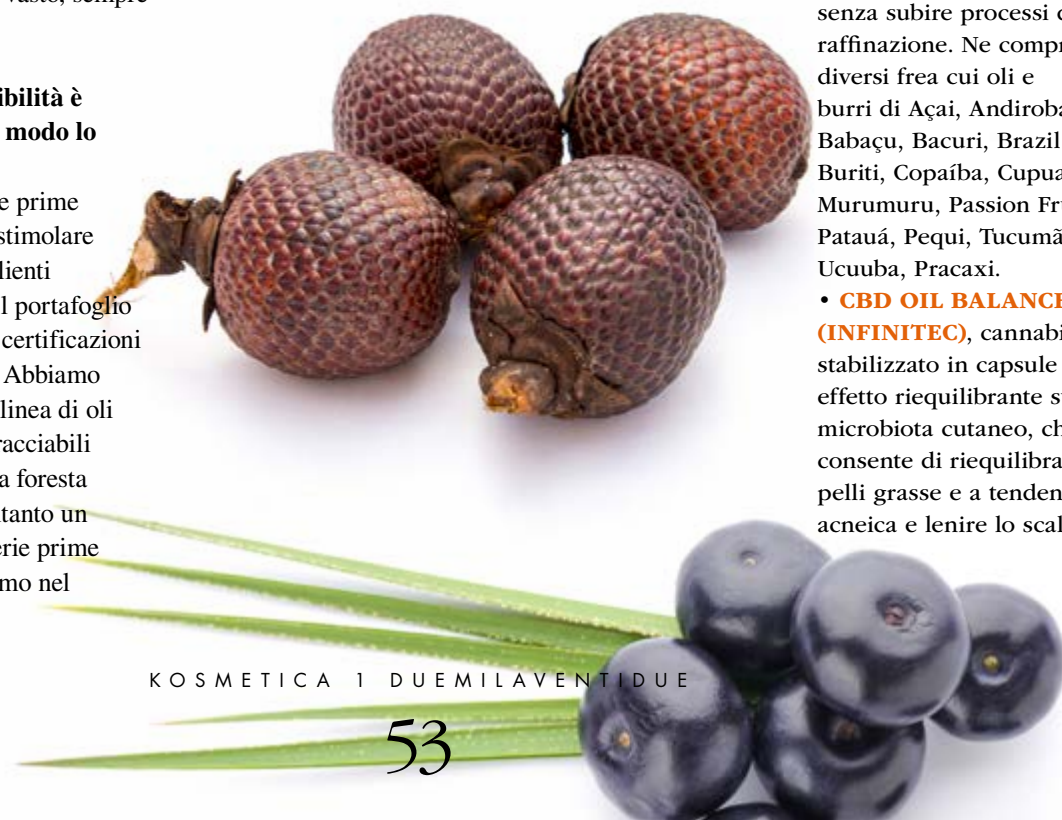 vasto, sempre
ibilità è
modo lo
e prime
stimolare
lienti
l portafoglio
certificazioni
Abbiamo
linea di oli
racciabili
a foresta
tanto un
erie prime
mo nel
senza subire processi
raffinazione. Ne compr
diversi frea cui oli e
burri di Açai, Andiroba
Babaçu, Bacuri, Brazil
Buriti, Copaíba, Cupua
Murumuru, Passion Fr
Patauá, Pequi, Tucumã
Ucuuba, Pracaxi.
• CBD OIL BALANCE
(INFINITEC), cannabi
stabilizzato in capsule
effetto riequilibrante s
microbiota cutaneo, ch
consente di riequilibra
pelli grasse e a tenden
acneica e lenire lo scal
KOSMETICA 1 DUEMILAVENTIDUE
53